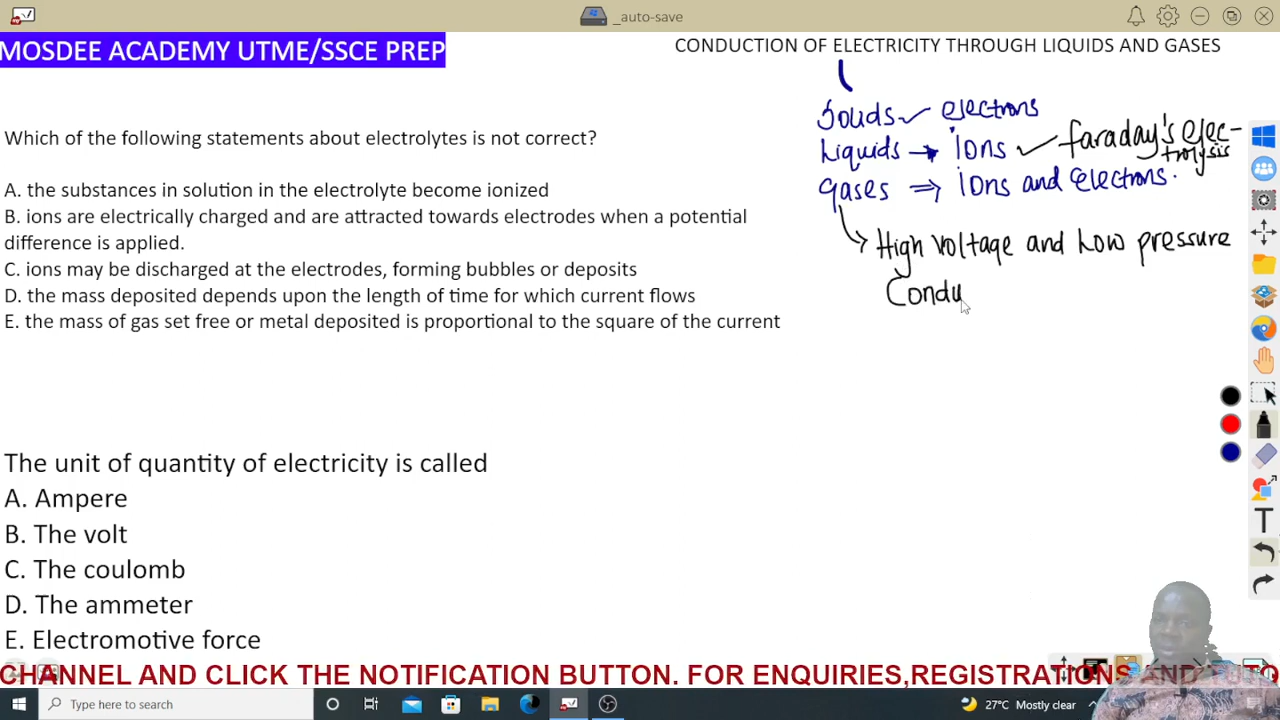 _auto-save
MOSDEE ACADEMY UTME/SSCE PREP
CONDUCTION OF ELECTRICITY THROUGH LIQUIDS AND GASES
Solids electrons
Liquids → Ions faraday's elec-
trolysis
gases ⇒ Ions and electrons.
High voltage and low pressure
Condu
Which of the following statements about electrolytes is not correct?
A. the substances in solution in the electrolyte become ionized
B. ions are electrically charged and are attracted towards electrodes when a potential
difference is applied.
C. ions may be discharged at the electrodes, forming bubbles or deposits
D. the mass deposited depends upon the length of time for which current flows
E. the mass of gas set free or metal deposited is proportional to the square of the current
The unit of quantity of electricity is called
A. Ampere
B. The volt
C. The coulomb
D. The ammeter
E. Electromotive force
CHANNEL AND CLICK THE NOTIFICATION BUTTON. FOR ENQUIRIES,REGISTRATIONS AND
Type here to search
27°C Mostly clear